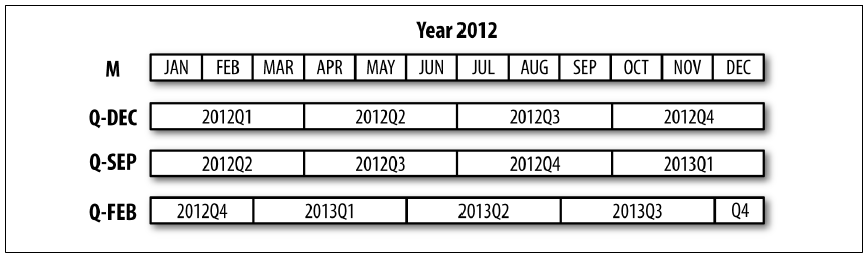 Year 2012
M JAN FEB MAR APR MAY JUN JUL AUG SEP OCT NOV DEC
Q-DEC 2012Q1 2012Q2 2012Q3 2012Q4
Q-SEP 2012Q2 2012Q3 2012Q4 2013Q1
Q-FEB 2012Q4 2013Q1 2013Q2 2013Q3 Q4